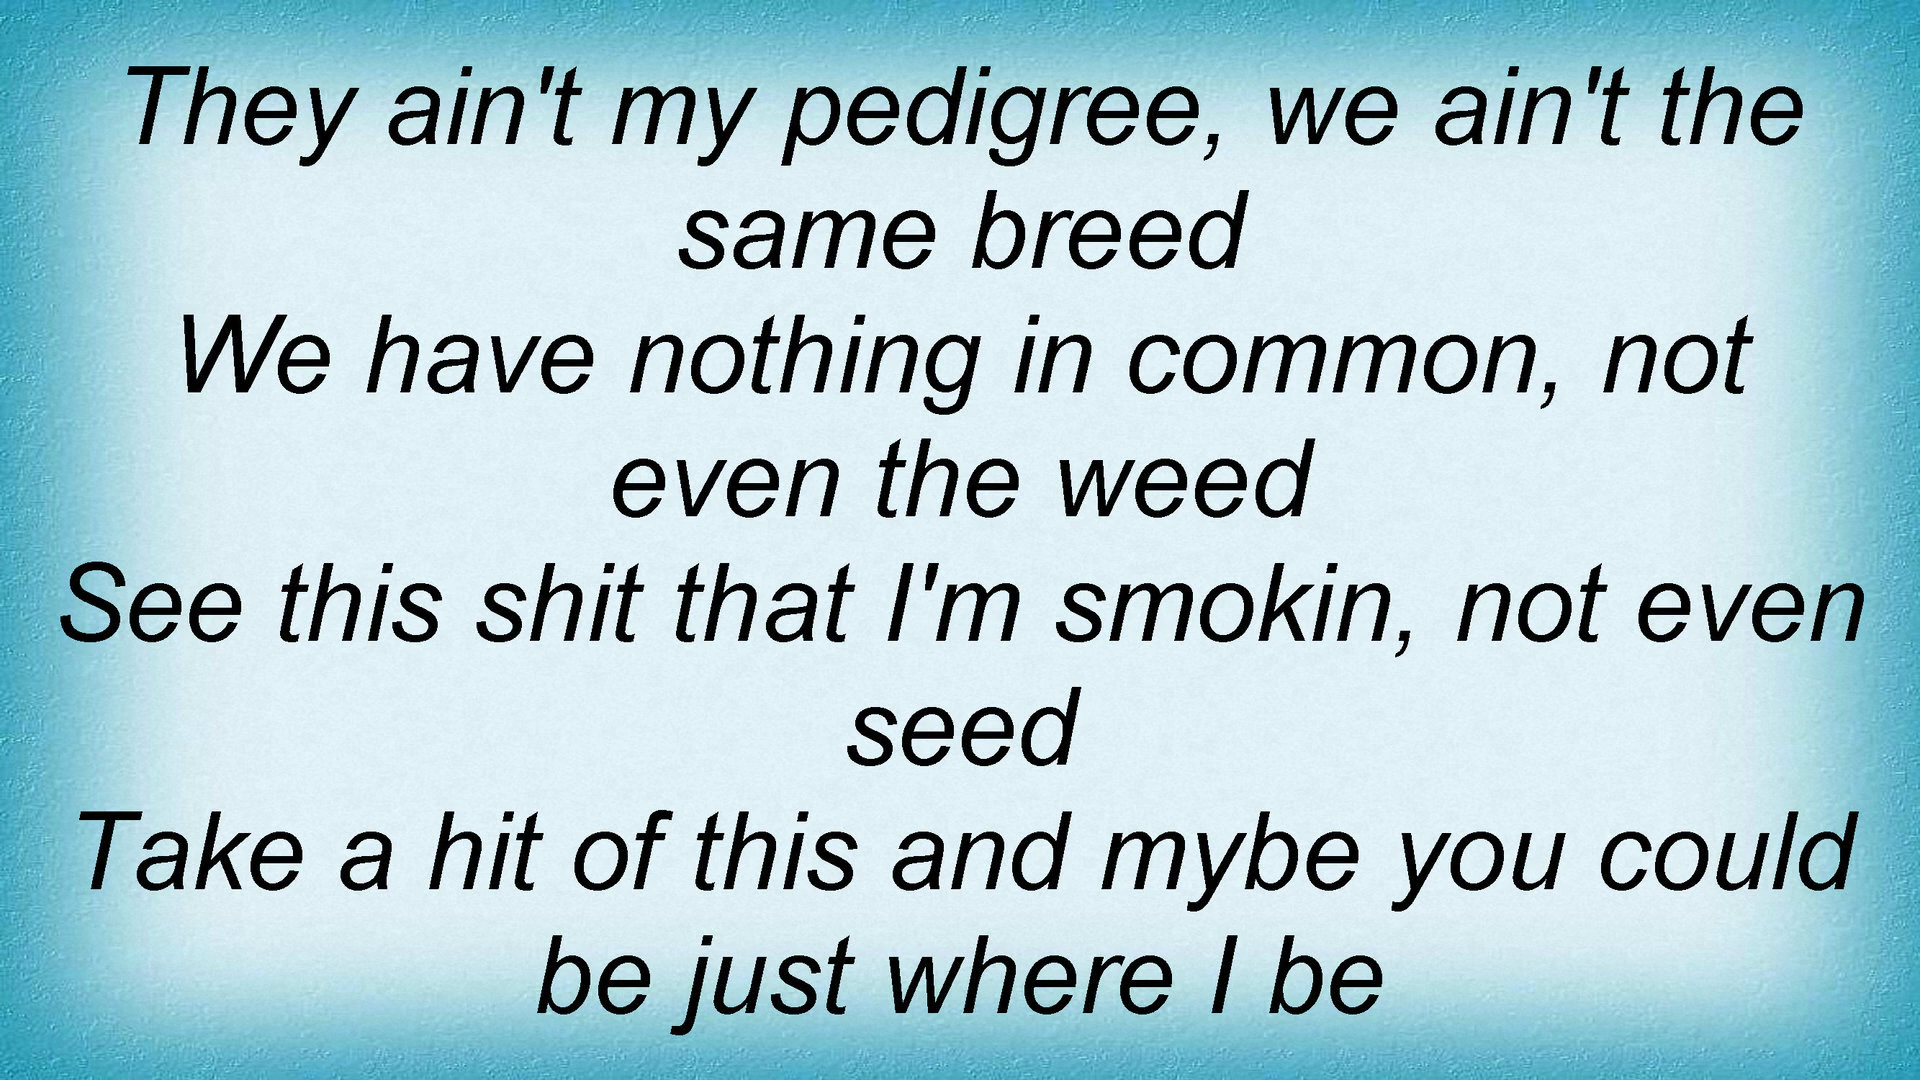 They ain't my pedigree, we ain't the
same breed
We have nothing in common, not
even the weed
See this shit that I'm smokin, not even
seed
Take a hit of this and mybe you could
be just where I be